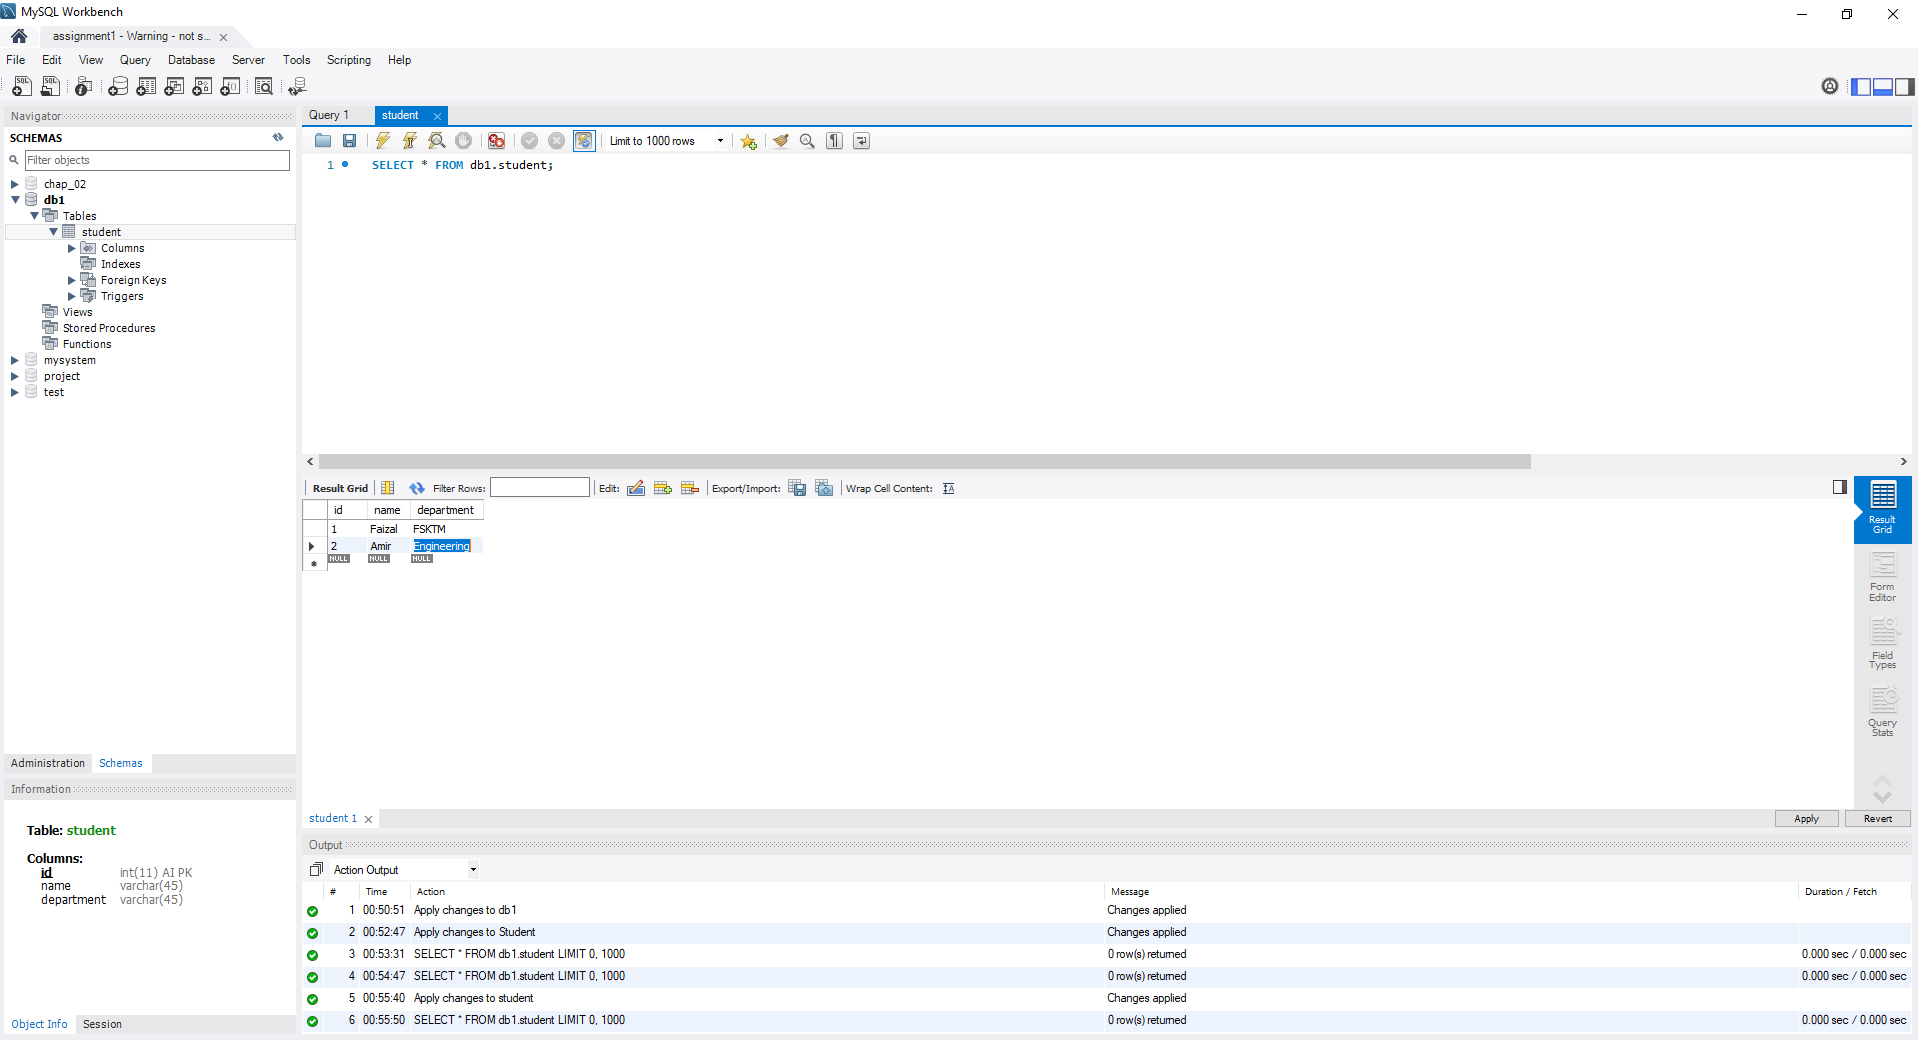 MySQL Workbench
assignment1 - Warning - not s...
File Edit View Query Database Server Tools Scripting Help
SQL SQL
Navigator
SCHEMAS
Filter objects
chap_02
db1
Tables
student
Columns
Indexes
Foreign Keys
Triggers
Views
Stored Procedures
Functions
mysystem
project
test
Administration Schemas
Information
Table: student
Columns:
id int(11) AI PK
name varchar(45)
department varchar(45)
Object Info Session
Query 1 student
Limit to 1000 rows
1 SELECT * FROM db1.student;
Result Grid Filter Rows: Edit: Export/Import: Wrap Cell Content: IA
id name department
1 Faizal FSKTM
2 Amir Engineering
NULL NULL NULL
Result
Grid
Form
Editor
Field
Types
Query
Stats
student 1
Apply Revert
Output
Action Output
# Time Action Message Duration / Fetch
1 00:50:51 Apply changes to db1 Changes applied
2 00:52:47 Apply changes to Student Changes applied
3 00:53:31 SELECT * FROM db1.student LIMIT 0, 1000 0 row(s) returned 0.000 sec / 0.000 sec
4 00:54:47 SELECT * FROM db1.student LIMIT 0, 1000 0 row(s) returned 0.000 sec / 0.000 sec
5 00:55:40 Apply changes to student Changes applied
6 00:55:50 SELECT * FROM db1.student LIMIT 0, 1000 0 row(s) returned 0.000 sec / 0.000 sec